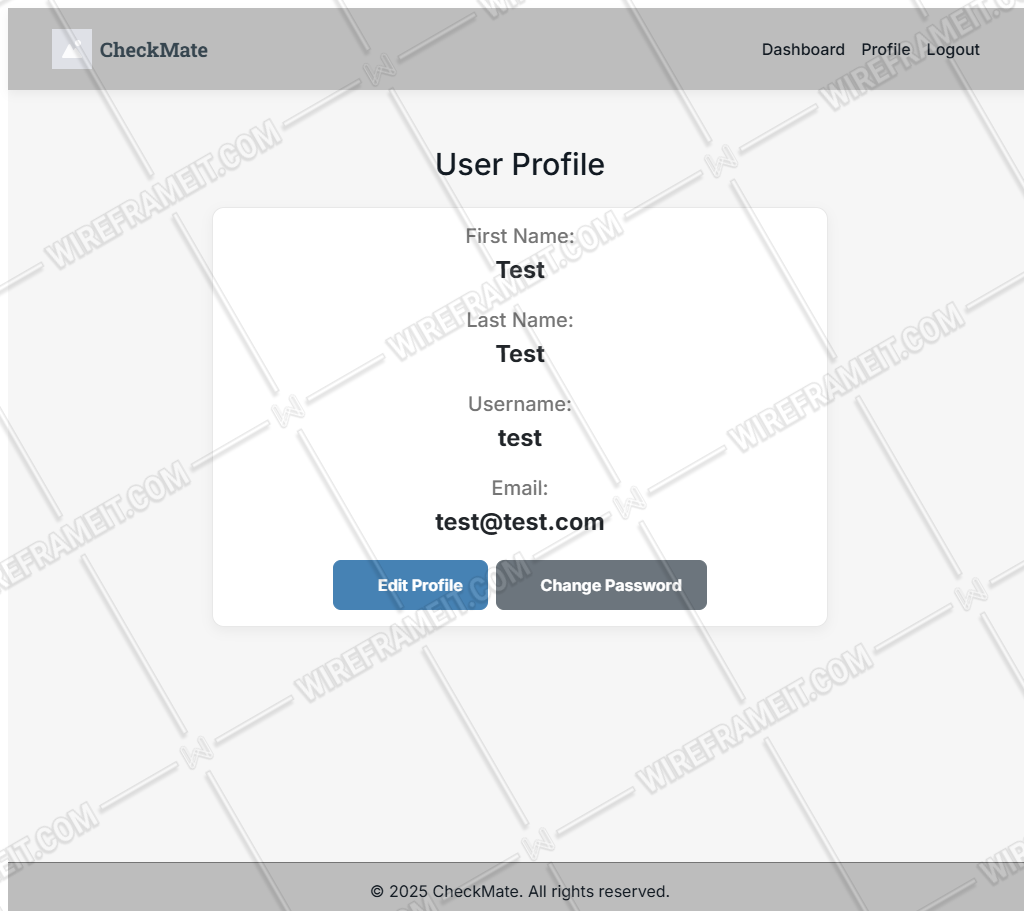 CheckMate
Dashboard Profile Logout
User Profile
First Name:
Test
Last Name:
Test
Username:
test
Email:
test@test.com
Edit Profile Change Password
© 2025 CheckMate. All rights reserved.
WIREFRAMEIT.COM